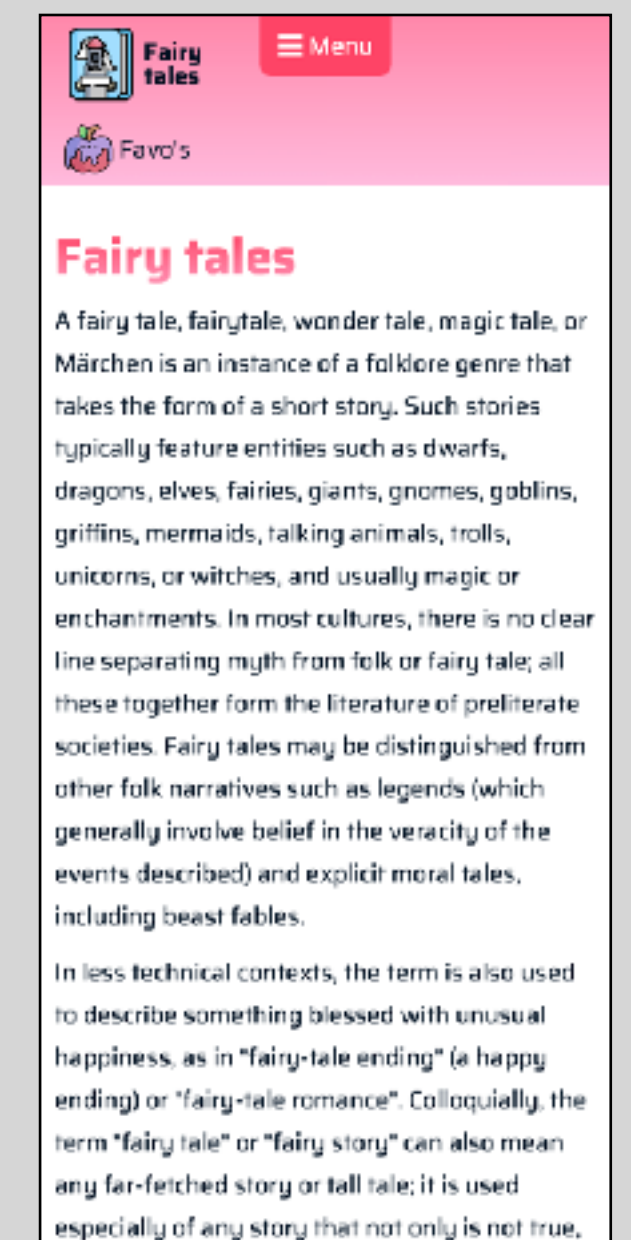 Fairy
tales
Menu
Favo's
Fairy tales
A fairy tale, fairytale, wonder tale, magic tale, or
Märchen is an instance of a folklore genre that
takes the form of a short story. Such stories
typically feature entities such as dwarfs,
dragons, elves, fairies, giants, gnomes, goblins,
griffins, mermaids, talking animals, trolls,
unicorns, or witches, and usually magic or
enchantments. In most cultures, there is no clear
line separating myth from folk or fairy tale; all
these together form the literature of preliterate
societies. Fairy tales may be distinguished from
other folk narratives such as legends (which
generally involve belief in the veracity of the
events described) and explicit moral tales,
including beast fables.
In less technical contexts, the term is also used
to describe something blessed with unusual
happiness, as in "fairy-tale ending" (a happy
ending) or "fairy-tale romance". Colloquially, the
term "fairy tale" or "fairy story" can also mean
any far-fetched story or tall tale; it is used
especially of any story that not only is not true,